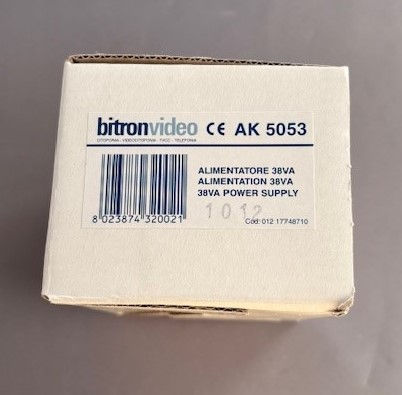 bitronvideo CE AK 5053
CITOFONIA - VIDEOCITOFONIA - TVCC - TELEFONIA
ALIMENTATORE 38VA
ALIMENTATION 38VA
38VA POWER SUPPLY
8 023874 320021
1012
Cod: 012 17748710